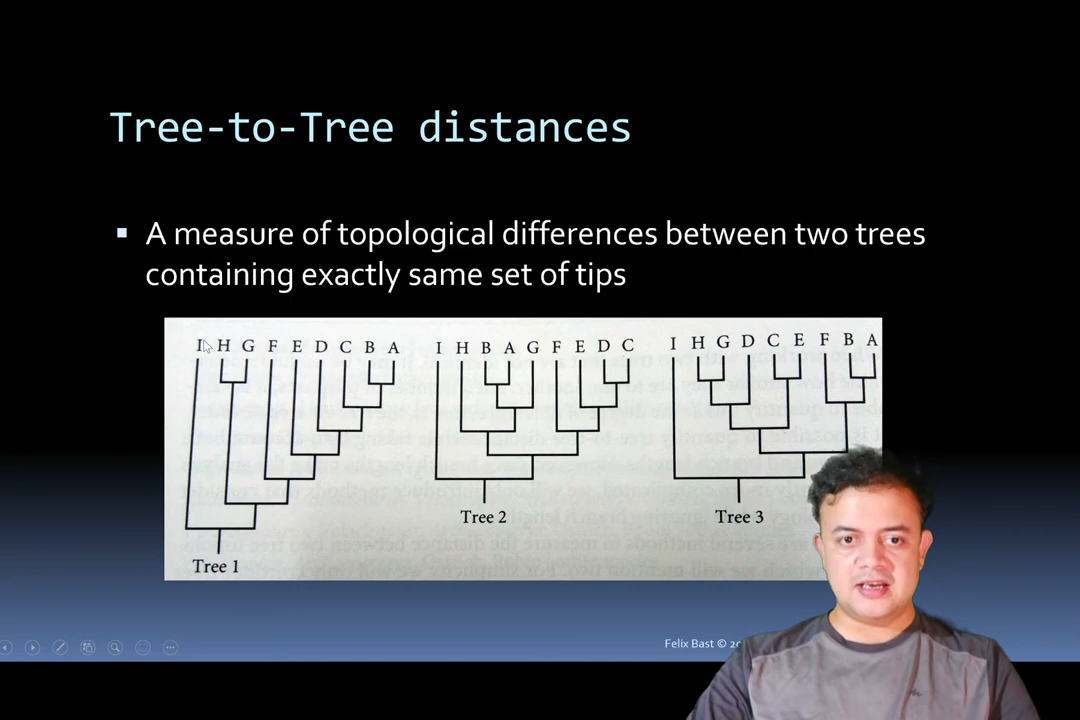 Tree-to-Tree distances
A measure of topological differences between two trees
containing exactly same set of tips
I H G F E D C B A
I H B A G F E D C
I H G D C E F B A
Tree 2
Tree 3
Tree 1
Felix Bast ©